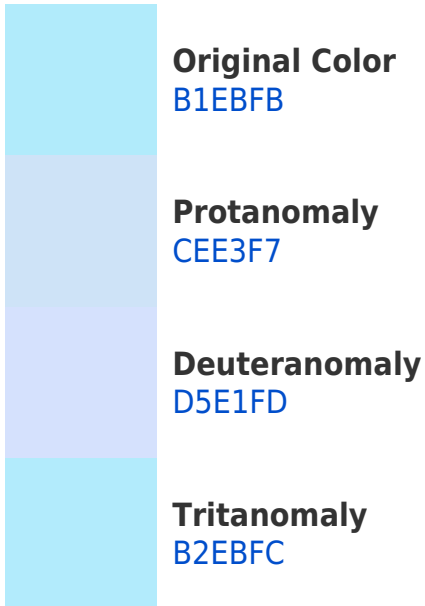 Original Color
B1EBFB
Protanomaly
CEE3F7
Deuteranomaly
D5E1FD
Tritanomaly
B2EBFC